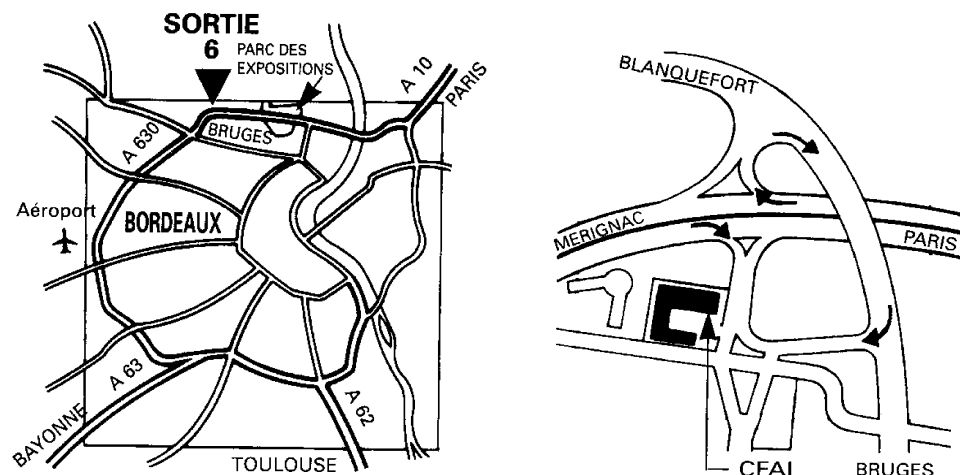 SORTIE
6
PARC DES
EXPOSITIONS
A 10
PARIS
BRUGES
A 630
Aéroport
BORDEAUX
A 63
BAYONNE
A 62
TOULOUSE
BLANQUEFORT
MERIGNAC
PARIS
CFAI
BRUGES